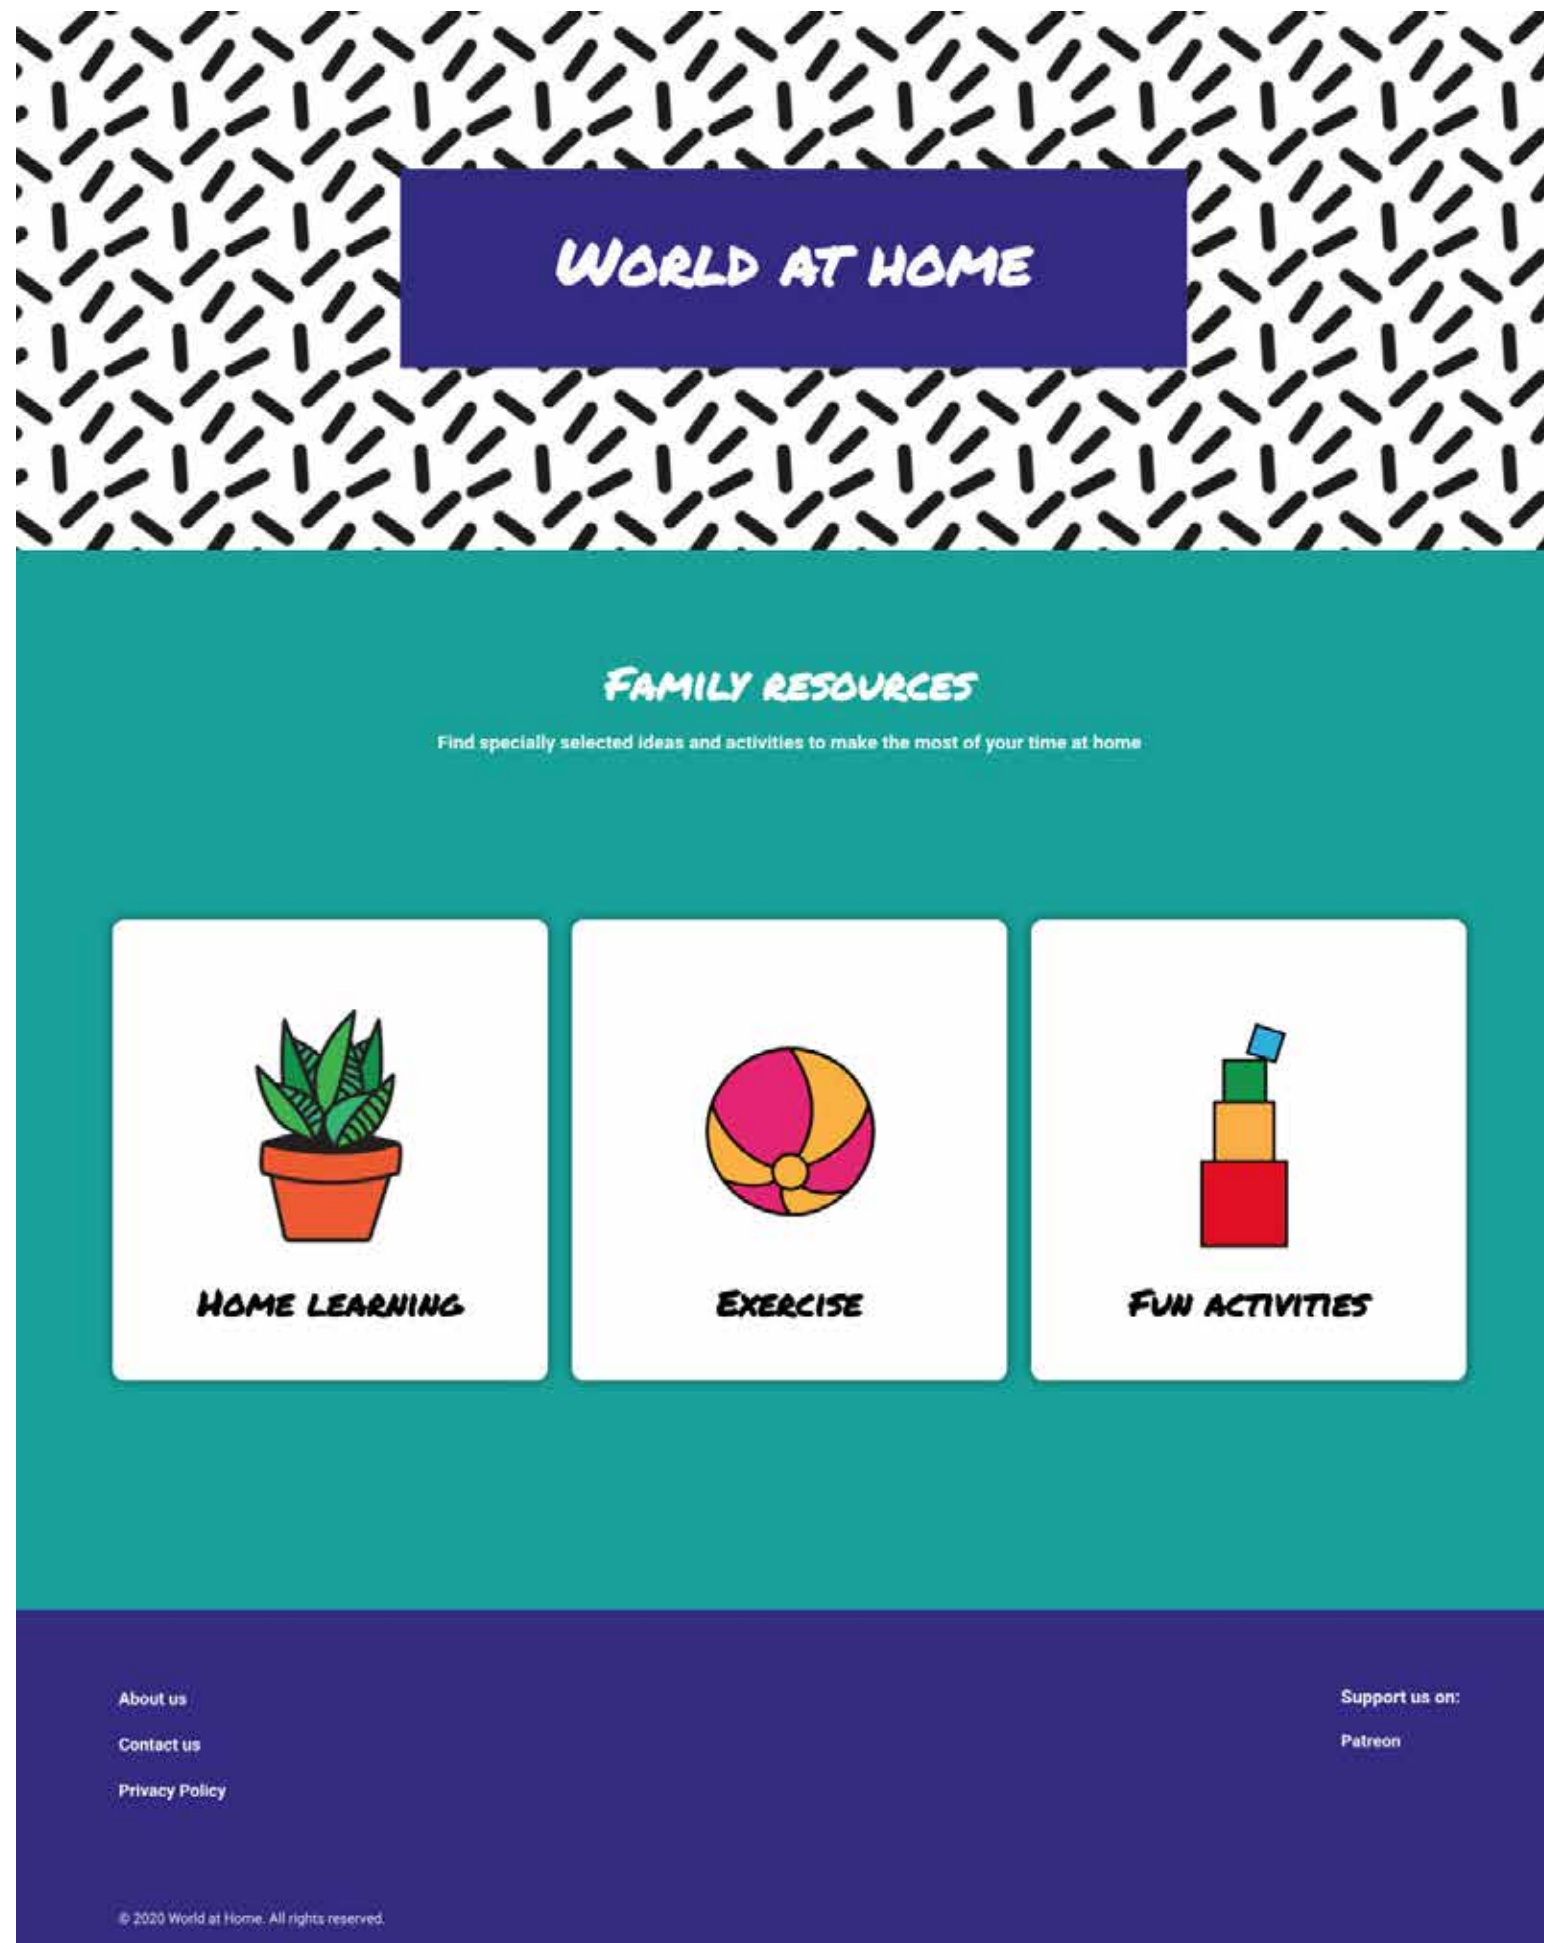 World at home
Family resources
Find specially selected ideas and activities to make the most of your time at home
Home learning
Exercise
Fun activities
About us
Contact us
Privacy Policy
Support us on:
Patreon
© 2020 World at Home. All rights reserved.